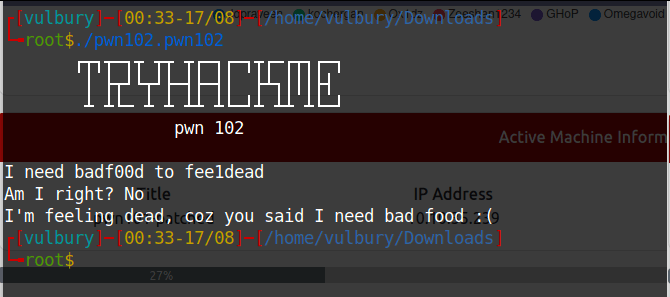 ┌─[vulbury]─[00:33-17/08]─[/home/vulbury/Downloads]
└─root$./pwn102.pwn102
TRYHACKME
pwn 102
Active Machine Inform
I need badf00d to fee1dead
Am I right? No
Title IP Address
I'm feeling dead, coz you said I need bad food :(
┌─[vulbury]─[00:33-17/08]─[/home/vulbury/Downloads]
└─root$
27%